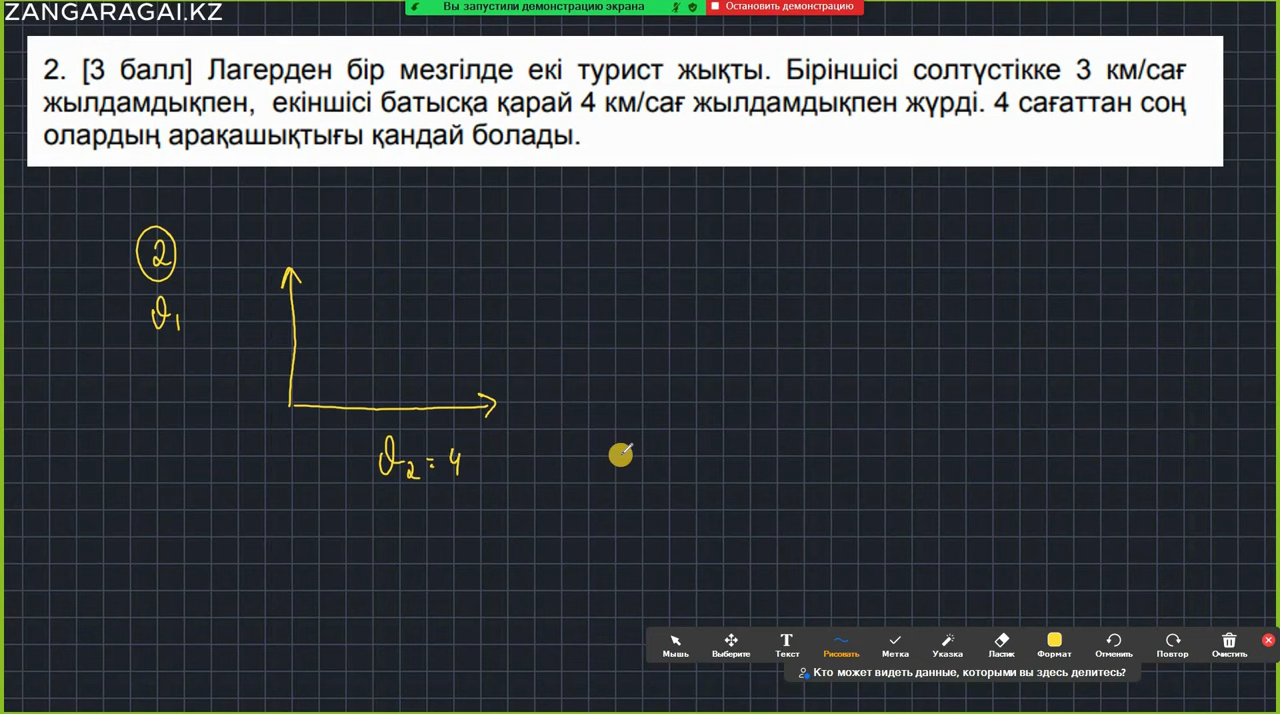 ZANGARAGAI.KZ
Вы запустили демонстрацию экрана
Остановить демонстрацию
2. [3 балл] Лагерден бір мезгілде екі турист жықты. Біріншісі солтүстікке 3 км/сағ
жылдамдықпен, екіншісі батысқа қарай 4 км/сағ жылдамдықпен жүрді. 4 сағаттан соң
олардың арақашықтығы қандай болады.
2
ϑ₁
ϑ₂ = 4
Мышь
Выберите
Текст
Рисовать
Метка
Указка
Ластик
Формат
Отменить
Повтор
Очистить
Кто может видеть данные, которыми вы здесь делитесь?